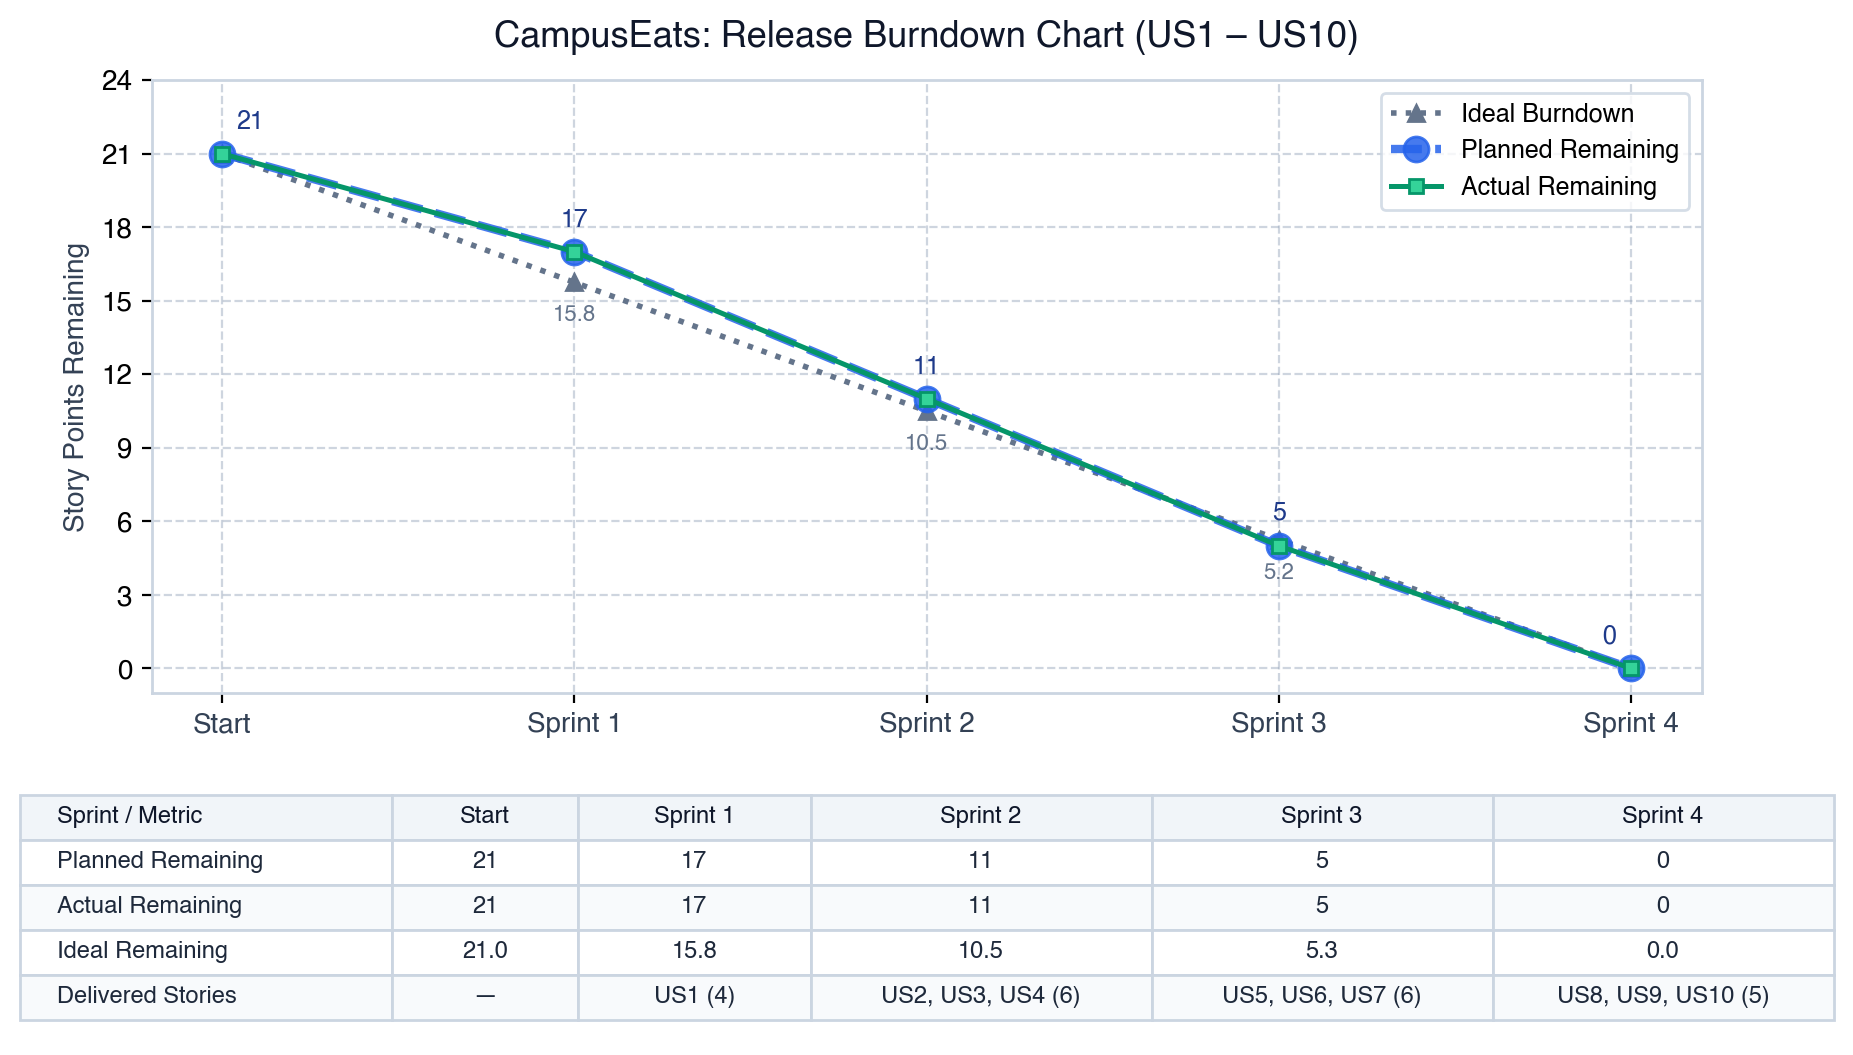 CampusEats: Release Burndown Chart (US1 – US10)
Story Points Remaining
24
21
18
15
12
9
6
3
0
21
17
15.8
11
10.5
5
5.2
0
Ideal Burndown
Planned Remaining
Actual Remaining
Start Sprint 1 Sprint 2 Sprint 3 Sprint 4
Sprint / Metric Start Sprint 1 Sprint 2 Sprint 3 Sprint 4
Planned Remaining 21 17 11 5 0
Actual Remaining 21 17 11 5 0
Ideal Remaining 21.0 15.8 10.5 5.3 0.0
Delivered Stories — US1 (4) US2, US3, US4 (6) US5, US6, US7 (6) US8, US9, US10 (5)